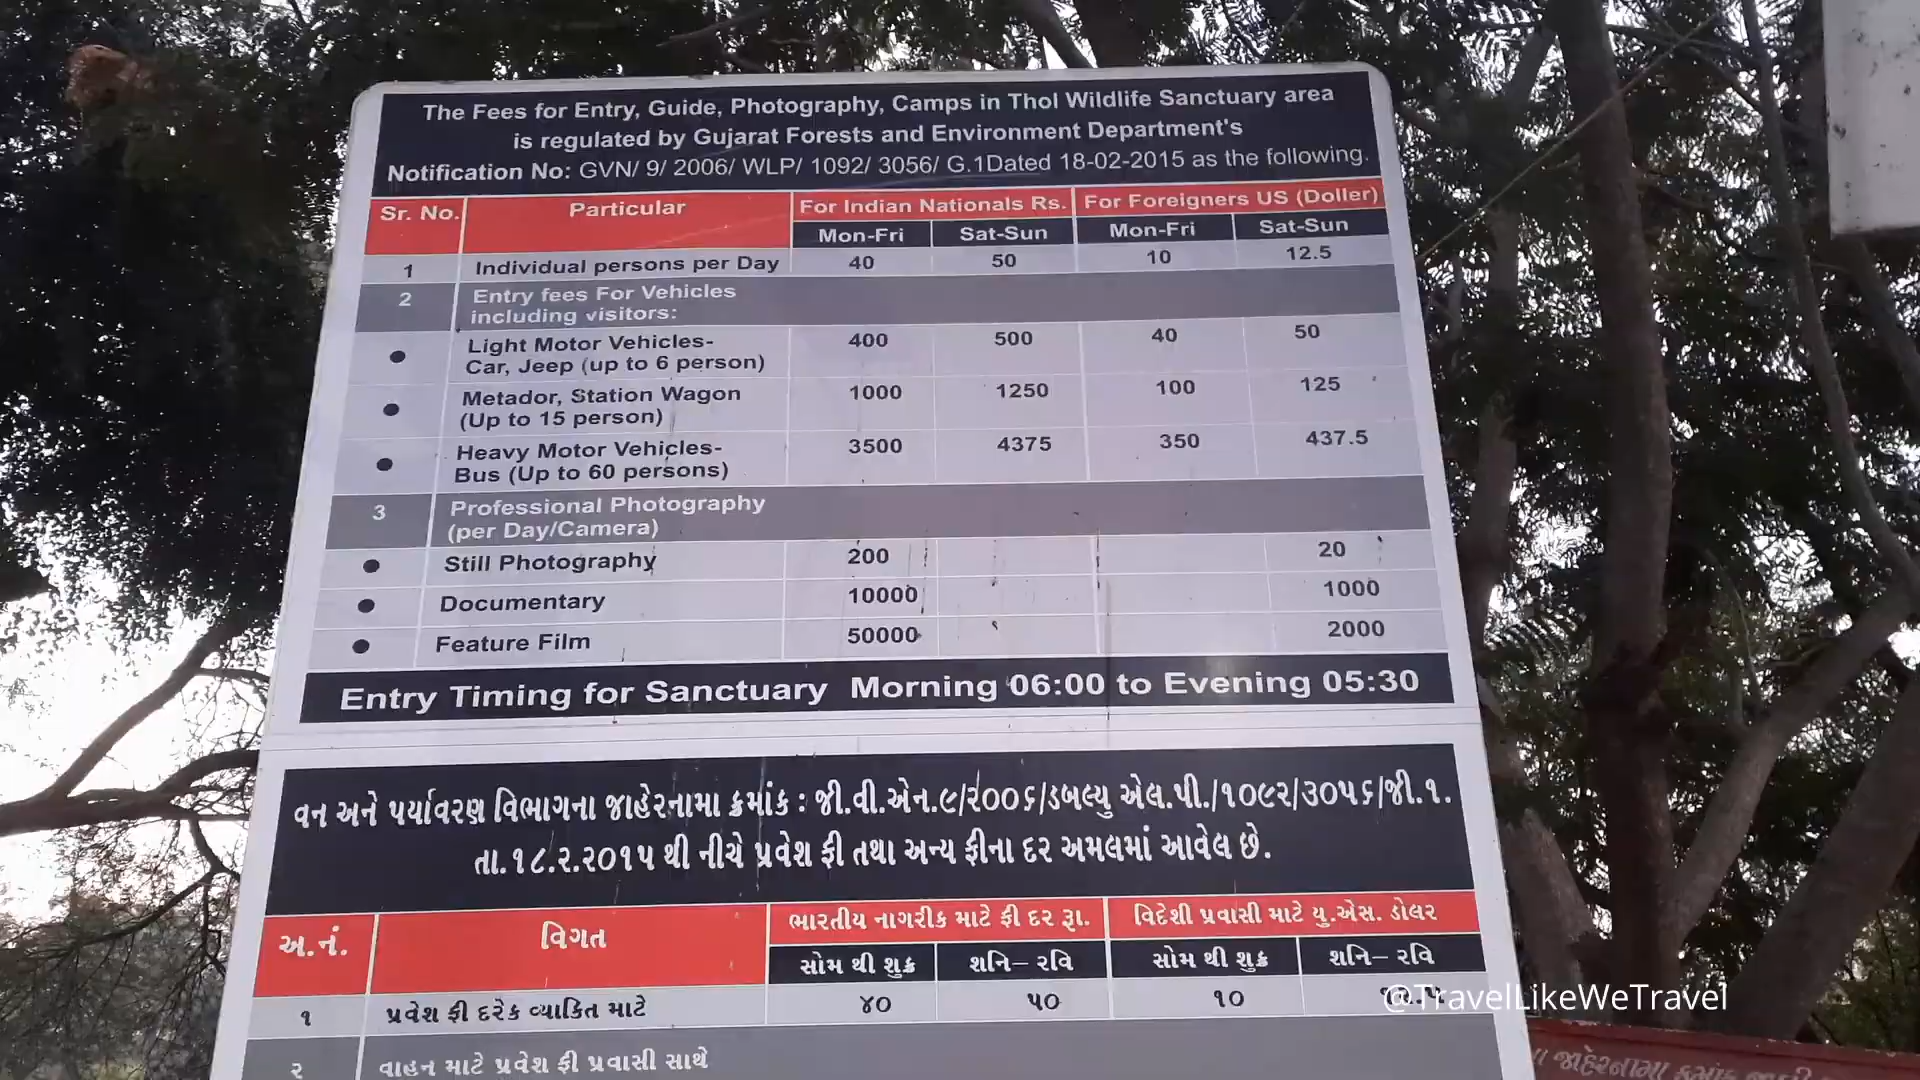 The Fees for Entry, Guide, Photography, Camps in Thol Wildlife Sanctuary area
is regulated by Gujarat Forests and Environment Department's
Notification No: GVN/ 9/ 2006/ WLP/ 1092/ 3056/ G.1Dated 18-02-2015 as the following.
Sr. No. Particular For Indian Nationals Rs. For Foreigners US (Doller)
Mon-Fri Sat-Sun Mon-Fri Sat-Sun
1 Individual persons per Day 40 50 10 12.5
2 Entry fees For Vehicles
including visitors:
● Light Motor Vehicles- 400 500 40 50
Car, Jeep (up to 6 person)
● Metador, Station Wagon 1000 1250 100 125
(Up to 15 person)
● Heavy Motor Vehicles- 3500 4375 350 437.5
Bus (Up to 60 persons)
3 Professional Photography
(per Day/Camera)
● Still Photography 200 20
● Documentary 10000 1000
● Feature Film 50000 2000
Entry Timing for Sanctuary Morning 06:00 to Evening 05:30
વન અને પર્યાવરણ વિભાગના જાહેરનામા ક્રમાંક : જી.વી.એન.૯/૨૦૦૬/ડબલ્યુ એલ.પી./૧૦૯૨/૩૦૫૬/જી.૧.
તા.૧૮.૨.૨૦૧૫ થી નીચે પ્રવેશ ફી તથા અન્ય ફીના દર અમલમાં આવેલ છે.
અ.નં. વિગત ભારતીય નાગરીક માટે ફી દર રૂા. વિદેશી પ્રવાસી માટે યુ.એસ. ડોલર
સોમ થી શુક્ર શનિ– રવિ સોમ થી શુક્ર શનિ– રવિ
૧ પ્રવેશ ફી દરેક વ્યાકિત માટે ૪૦ ૫૦ ૧૦
@TravelLikeWeTravel
૨ વાહન માટે પ્રવેશ ફી પ્રવાસી સાથે
જાહેરનામા ક્રમાંક